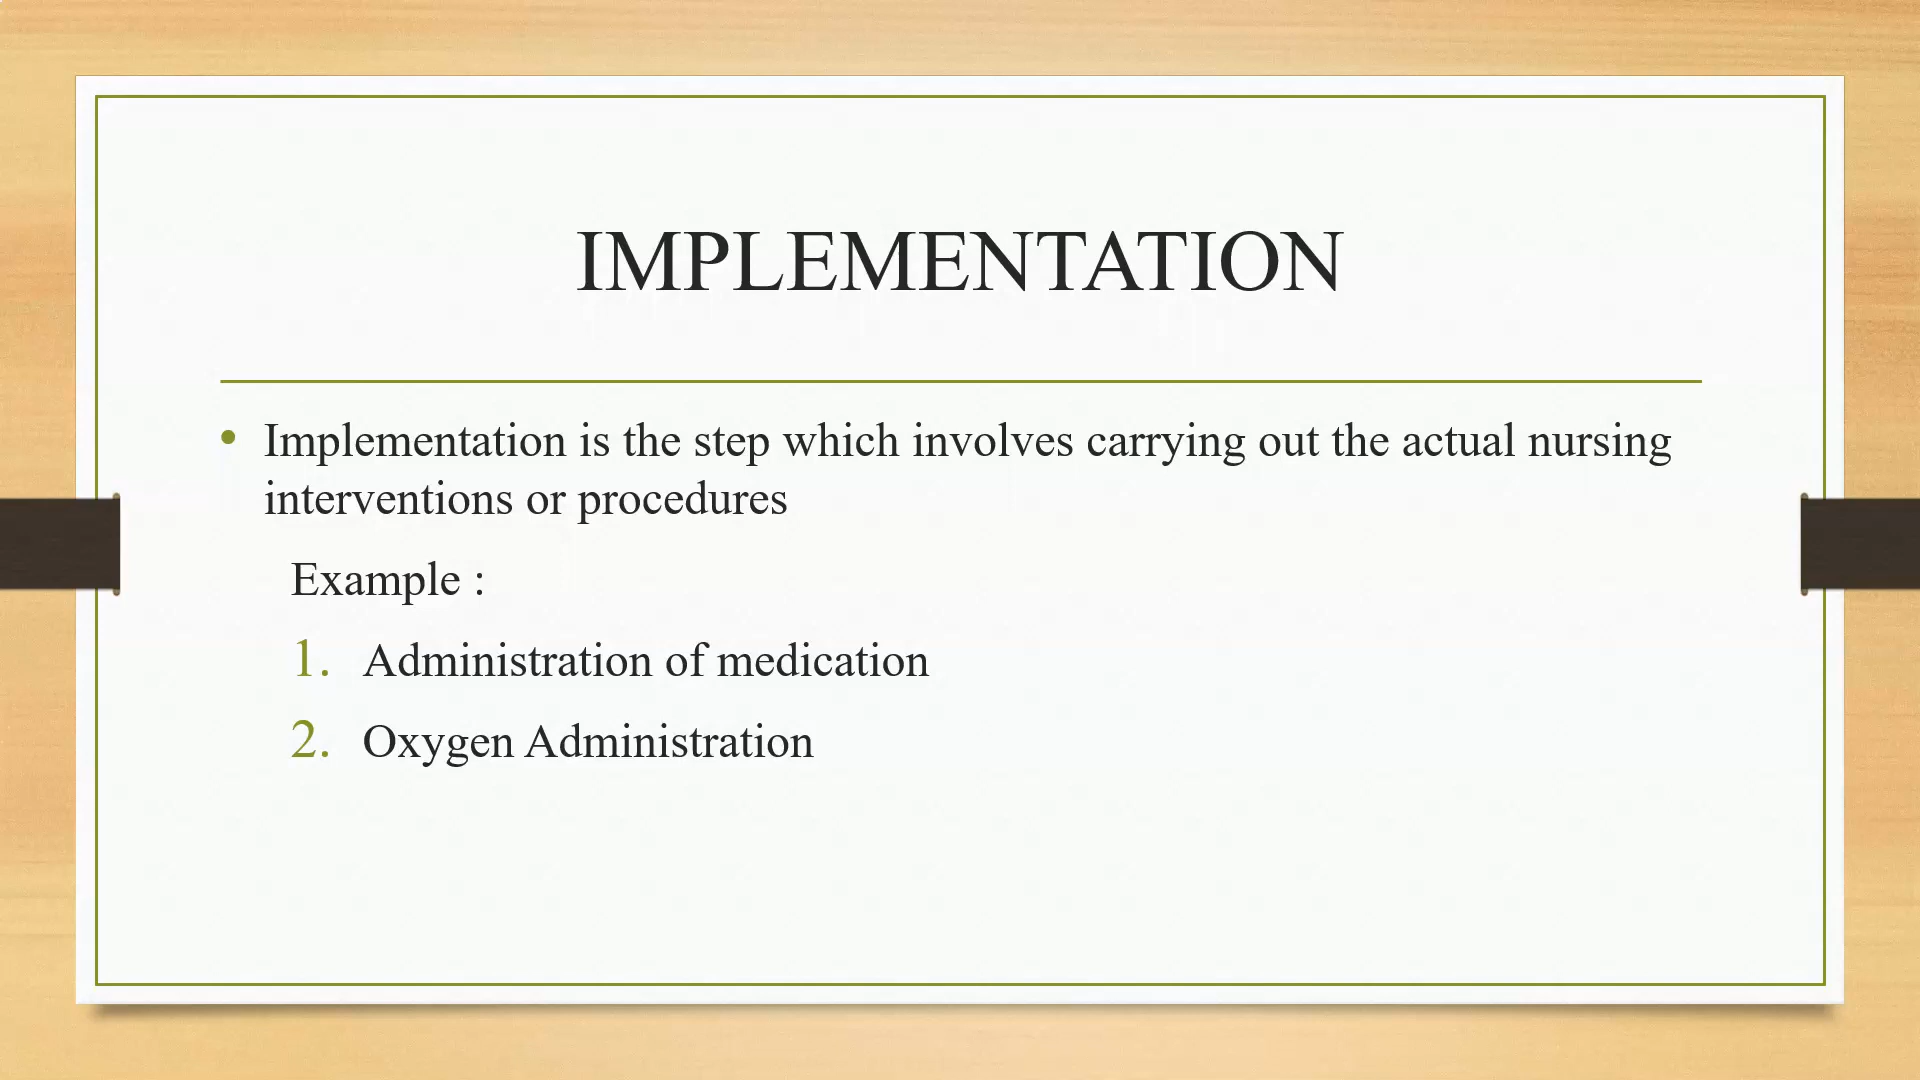 IMPLEMENTATION
• Implementation is the step which involves carrying out the actual nursing
interventions or procedures
Example :
1. Administration of medication
2. Oxygen Administration